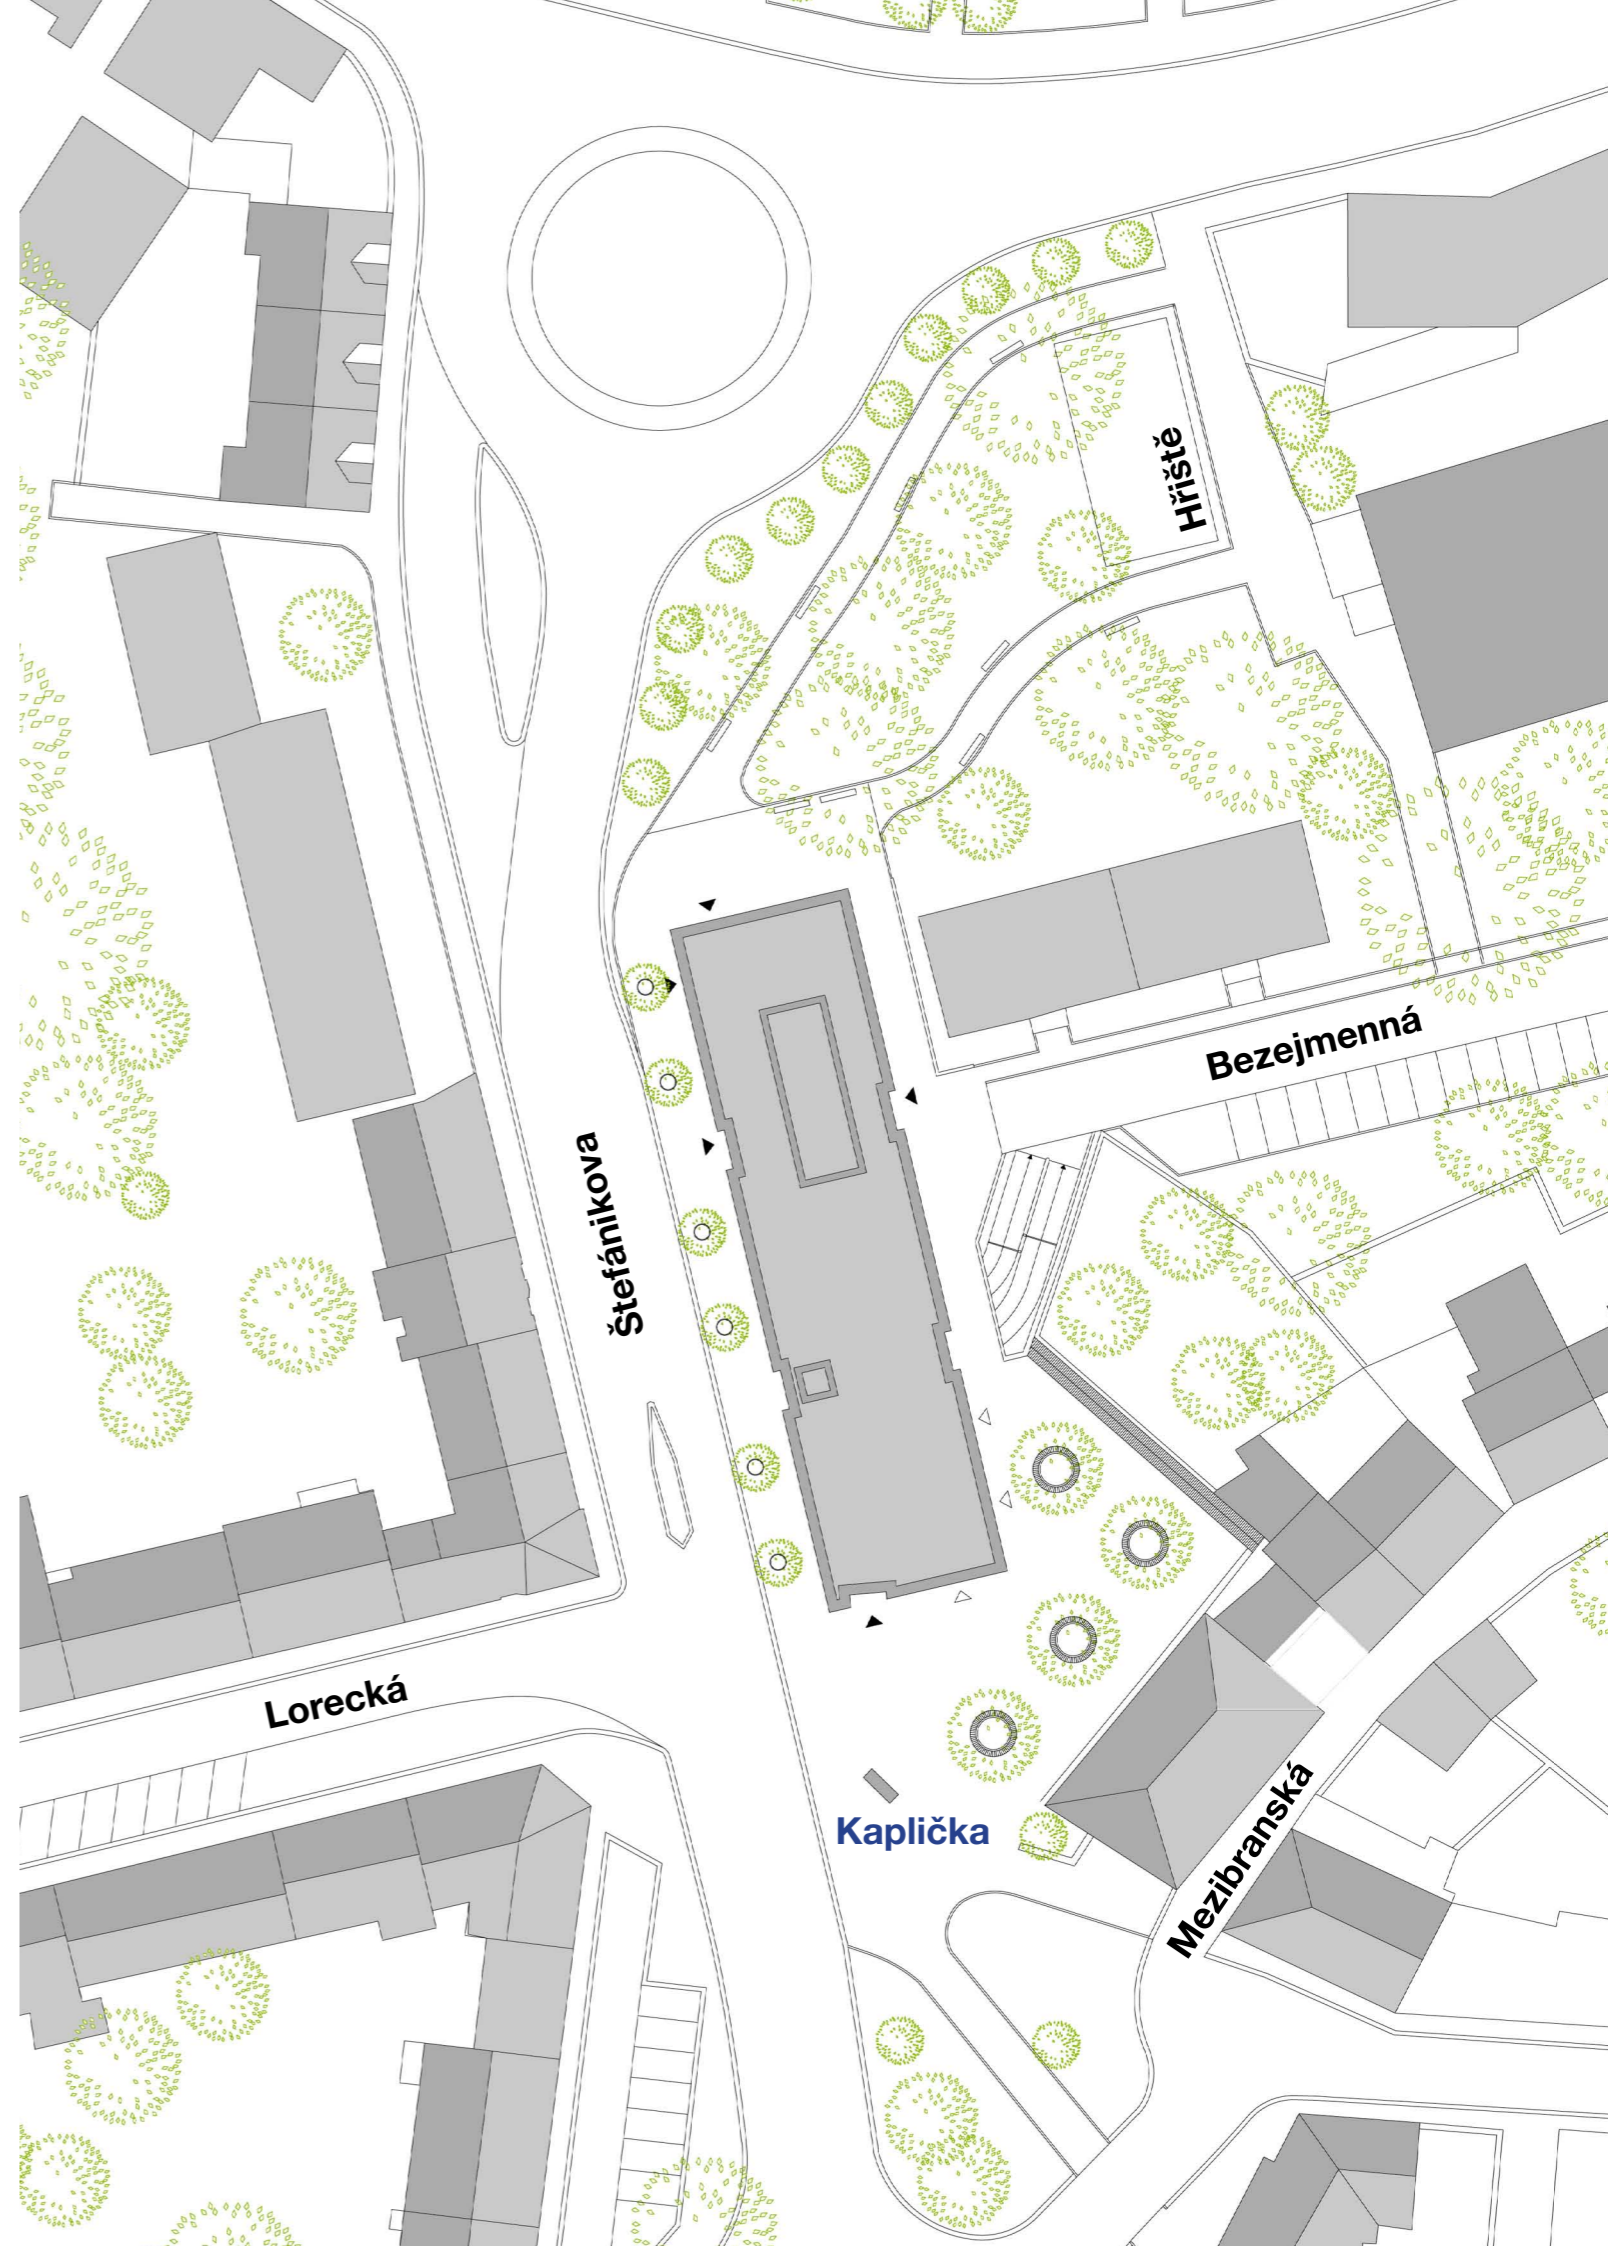 Hřiště
Bezejmenná
Štefánikova
Lorecká
Kaplička
Mezibranská